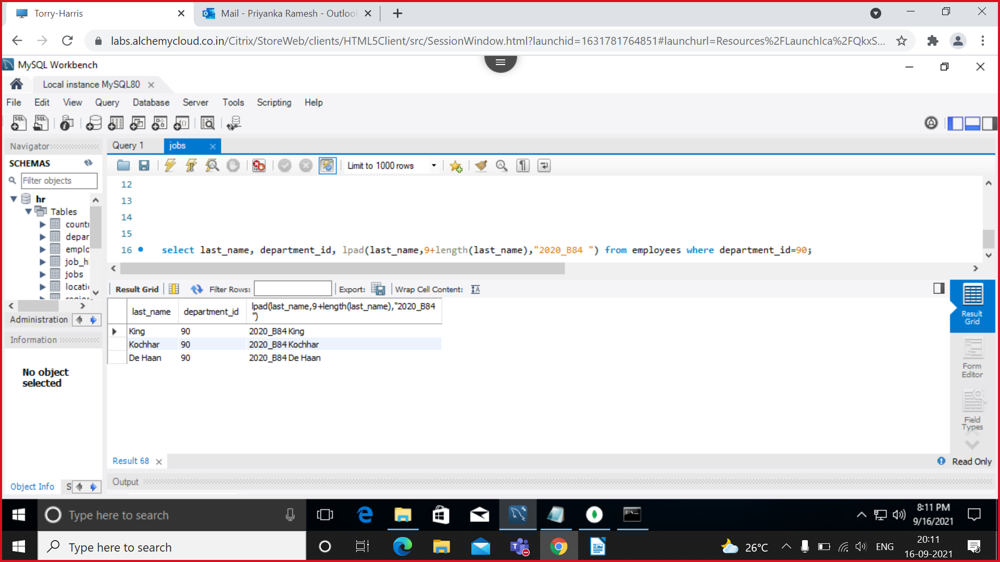 Torry-Harris
Mail - Priyanka Ramesh - Outloo
labs.alchemycloud.co.in/Citrix/StoreWeb/clients/HTML5Client/src/SessionWindow.html?launchid=1631781764851#launchurl=Resources%2FLaunchIca%2FQkxS...
MySQL Workbench
Local instance MySQL80
File Edit View Query Database Server Tools Scripting Help
Navigator
Query 1 jobs
SCHEMAS
Limit to 1000 rows
Filter objects
hr
Tables
countr
depar
emplo
job_hi
jobs
locatio
12
13
14
15
16 select last_name, department_id, lpad(last_name,9+length(last_name),"2020_B84 ") from employees where department_id=90;
Result Grid Filter Rows: Export: Wrap Cell Content:
last_name department_id lpad(last_name,9+length(last_name),"2020_B84
")
King 90 2020_B84 King
Kochhar 90 2020_B84 Kochhar
De Haan 90 2020_B84 De Haan
Administration
Information
No object
selected
Result
Grid
Form
Editor
Field
Types
Result 68
Read Only
Object Info S
Output
Type here to search
8:11 PM
9/16/2021
Type here to search
26°C
ENG
20:11
16-09-2021